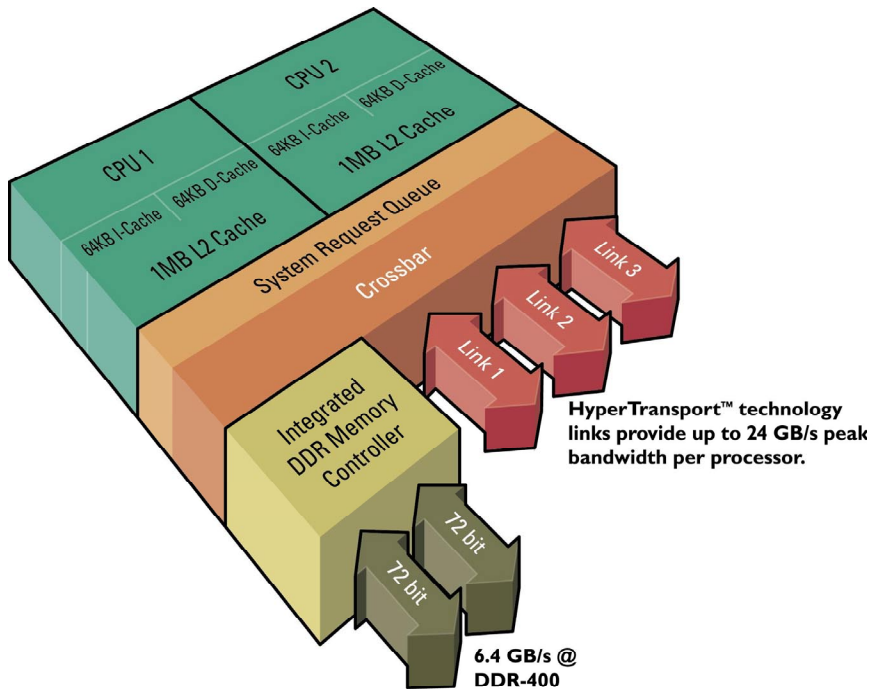 CPU 1
64KB I-Cache
64KB D-Cache
1MB L2 Cache
CPU 2
64KB I-Cache
64KB D-Cache
1MB L2 Cache
System Request Queue
Crossbar
Link 1
Link 2
Link 3
HyperTransport™ technology
links provide up to 24 GB/s peak
bandwidth per processor.
Integrated
DDR Memory
Controller
72 bit
72 bit
6.4 GB/s @
DDR-400